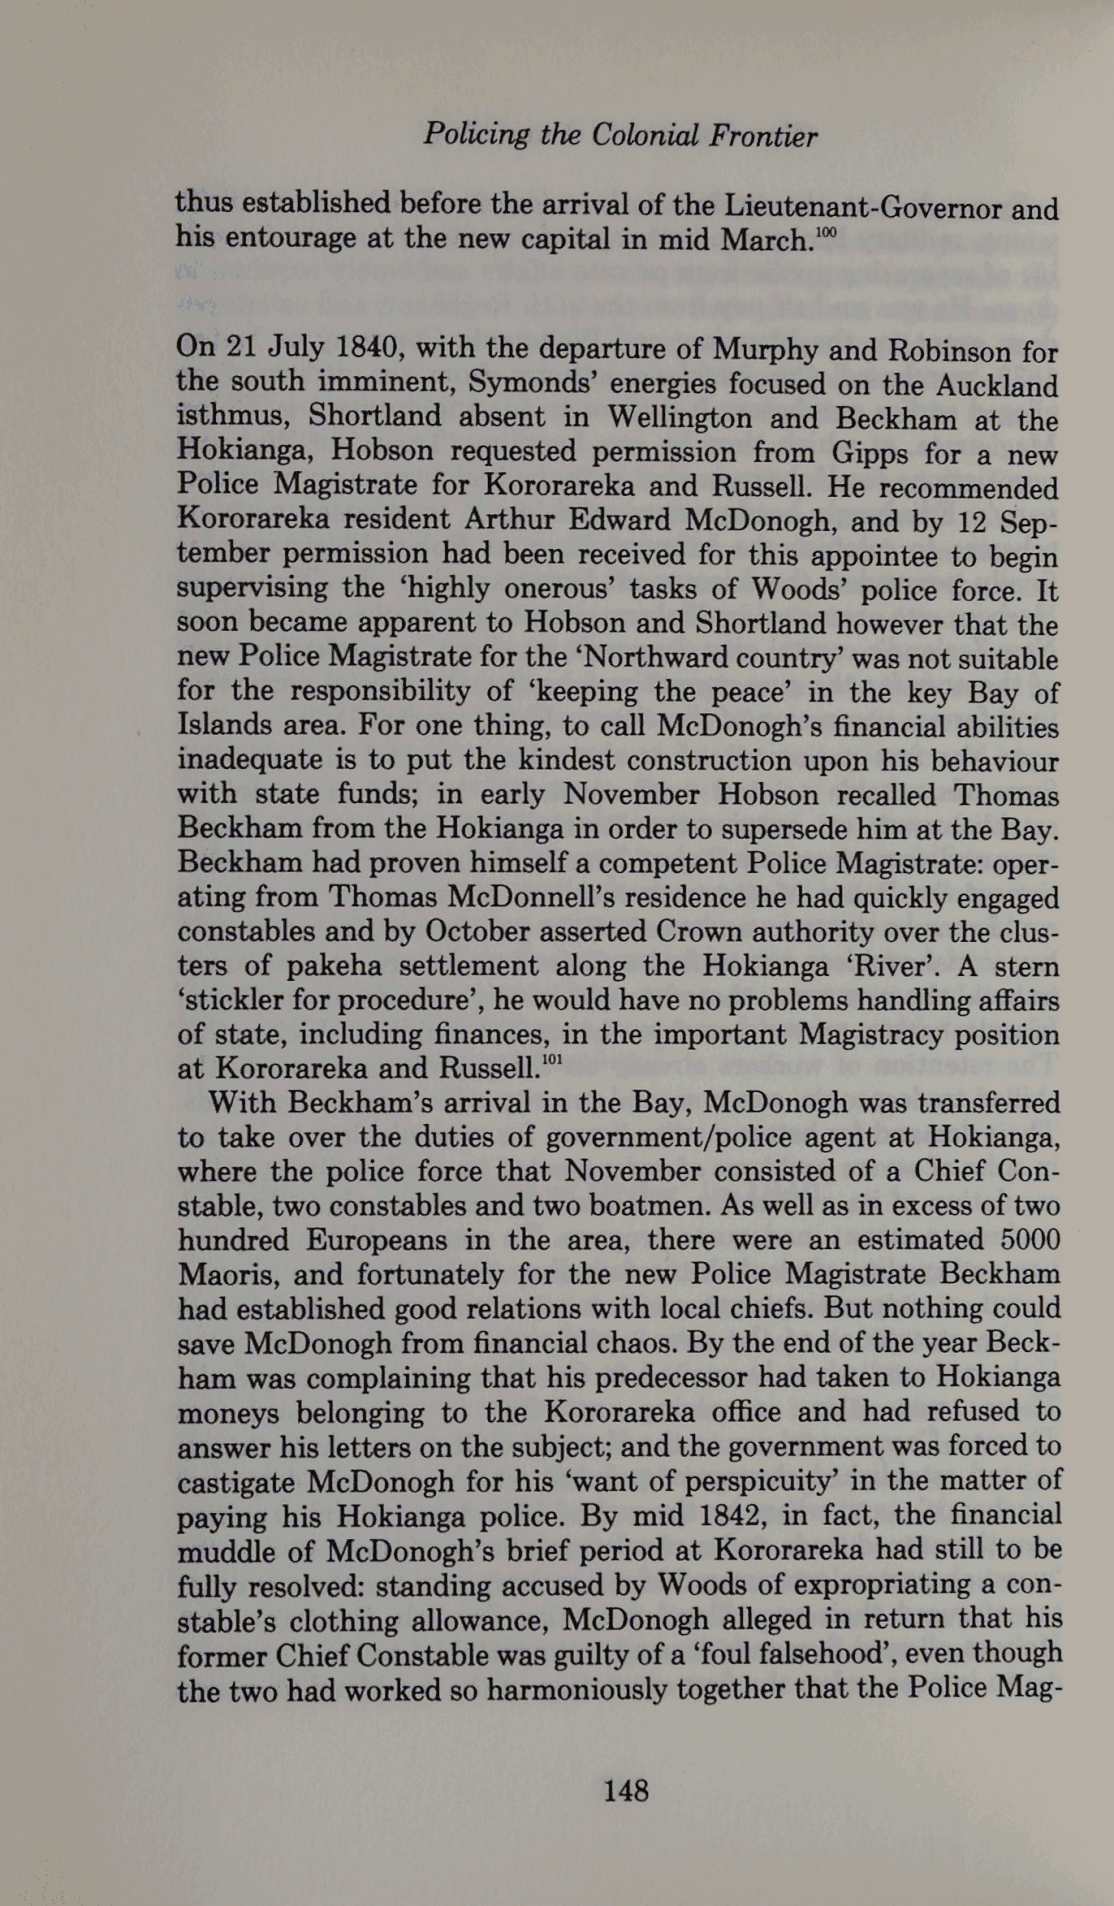 Policing the Colonial Frontier
thus established before the arrival of the Lieutenant-Governor and
his entourage at the new capital in mid March.¹⁰⁰
On 21 July 1840, with the departure of Murphy and Robinson for
the south imminent, Symonds’ energies focused on the Auckland
isthmus, Shortland absent in Wellington and Beckham at the
Hokianga, Hobson requested permission from Gipps for a new
Police Magistrate for Kororareka and Russell. He recommended
Kororareka resident Arthur Edward McDonogh, and by 12 Sep-
tember permission had been received for this appointee to begin
supervising the ‘highly onerous’ tasks of Woods’ police force. It
soon became apparent to Hobson and Shortland however that the
new Police Magistrate for the ‘Northward country’ was not suitable
for the responsibility of ‘keeping the peace’ in the key Bay of
Islands area. For one thing, to call McDonogh’s financial abilities
inadequate is to put the kindest construction upon his behaviour
with state funds; in early November Hobson recalled Thomas
Beckham from the Hokianga in order to supersede him at the Bay.
Beckham had proven himself a competent Police Magistrate: oper-
ating from Thomas McDonnell’s residence he had quickly engaged
constables and by October asserted Crown authority over the clus-
ters of pakeha settlement along the Hokianga ‘River’. A stern
‘stickler for procedure’, he would have no problems handling affairs
of state, including finances, in the important Magistracy position
at Kororareka and Russell.¹⁰¹
With Beckham’s arrival in the Bay, McDonogh was transferred
to take over the duties of government/police agent at Hokianga,
where the police force that November consisted of a Chief Con-
stable, two constables and two boatmen. As well as in excess of two
hundred Europeans in the area, there were an estimated 5000
Maoris, and fortunately for the new Police Magistrate Beckham
had established good relations with local chiefs. But nothing could
save McDonogh from financial chaos. By the end of the year Beck-
ham was complaining that his predecessor had taken to Hokianga
moneys belonging to the Kororareka office and had refused to
answer his letters on the subject; and the government was forced to
castigate McDonogh for his ‘want of perspicuity’ in the matter of
paying his Hokianga police. By mid 1842, in fact, the financial
muddle of McDonogh’s brief period at Kororareka had still to be
fully resolved: standing accused by Woods of expropriating a con-
stable’s clothing allowance, McDonogh alleged in return that his
former Chief Constable was guilty of a ‘foul falsehood’, even though
the two had worked so harmoniously together that the Police Mag-
148